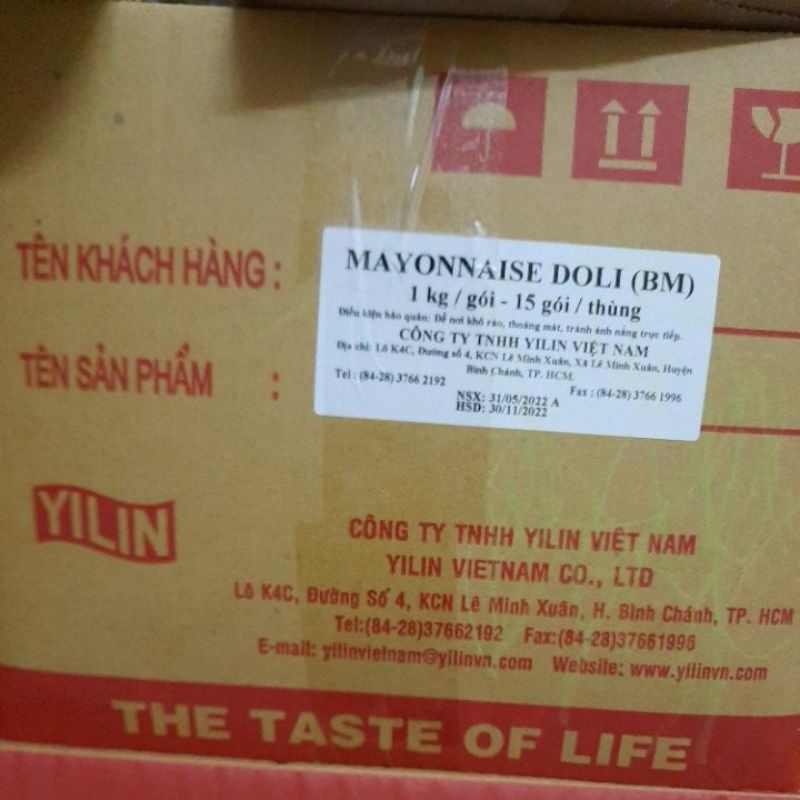 TÊN KHÁCH HÀNG :
MAYONNAISE DOLI (BM)
1 kg / gói - 15 gói / thùng
Điều kiện bảo quản: Để nơi khô ráo, thoáng mát, tránh ánh nắng trực tiếp.
CÔNG TY TNHH YILIN VIỆT NAM
Địa chỉ: Lô K4C, Đường số 4, KCN Lê Minh Xuân, Xã Lê Minh Xuân, Huyện
Bình Chánh, TP. HCM.
Tel : (84-28) 3766 2192 Fax : (84-28) 3766 1996
NSX: 31/05/2022 A
HSD: 30/11/2022
TÊN SẢN PHẨM :
YILIN
CÔNG TY TNHH YILIN VIỆT NAM
YILIN VIETNAM CO., LTD
Lô K4C, Đường Số 4, KCN Lê Minh Xuân, H. Bình Chánh, TP. HCM
Tel:(84-28)37662192 Fax:(84-28)37661996
E-mail: yilinvietnam@yilinvn.com Website: www.yilinvn.com
THE TASTE OF LIFE